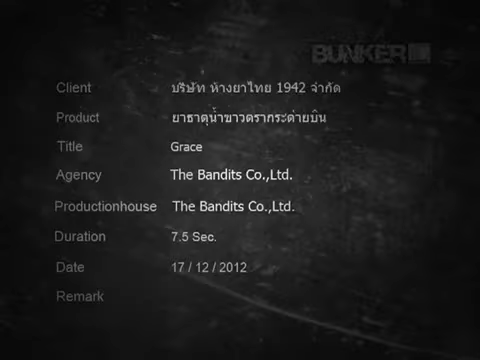 BUNKER
Client บริษัท ห้างยาไทย 1942 จำกัด
Product ยาธาตุน้ำขาวตรากระต่ายบิน
Title Grace
Agency The Bandits Co.,Ltd.
Productionhouse The Bandits Co.,Ltd.
Duration 7.5 Sec.
Date 17 / 12 / 2012
Remark